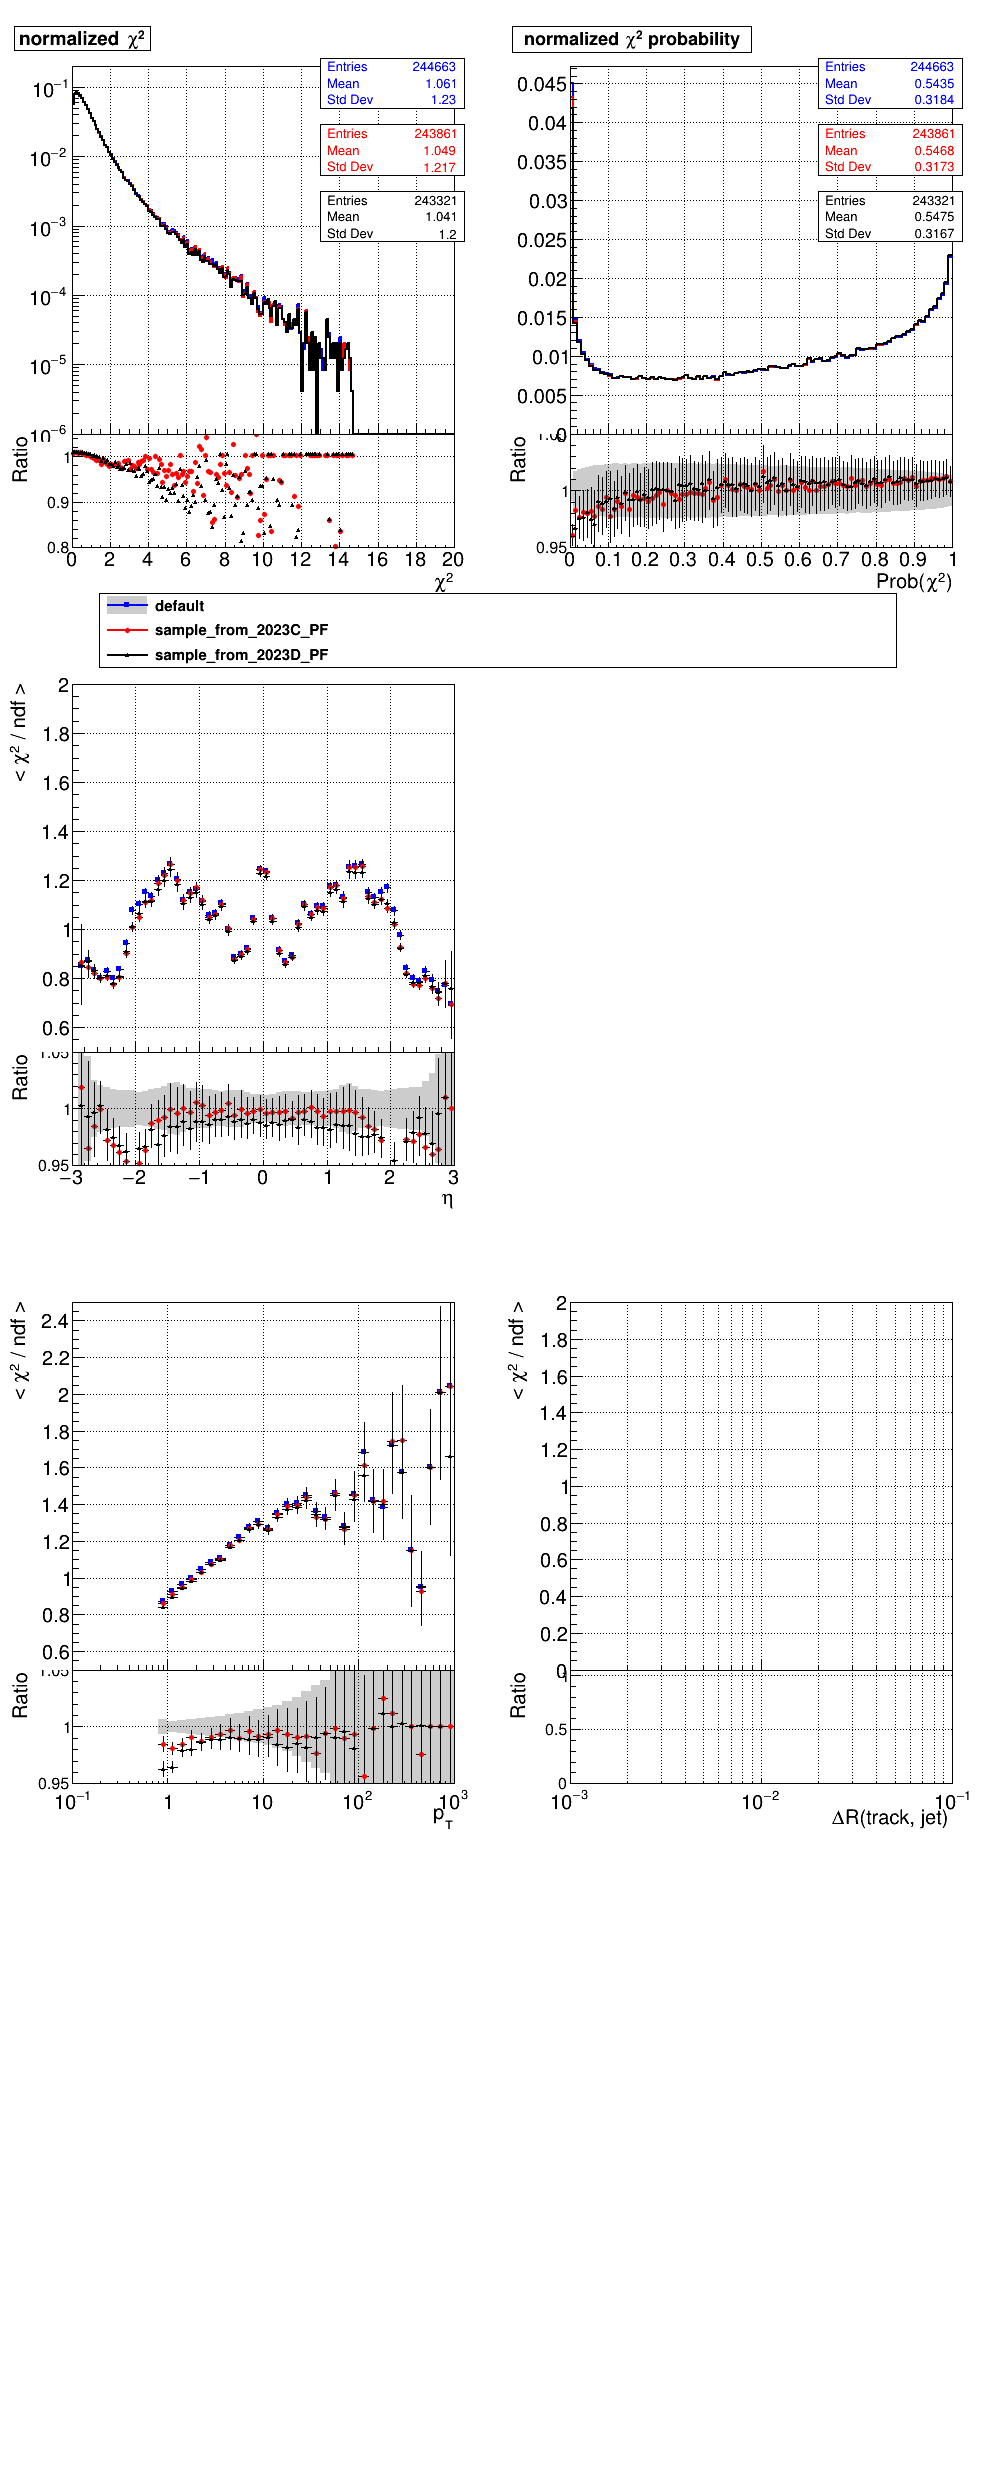 normalized χ²
normalized χ² probability
Entries 244663
Mean 1.061
Std Dev 1.23
Entries 243861
Mean 1.049
Std Dev 1.217
Entries 243321
Mean 1.041
Std Dev 1.2
10⁻¹
10⁻²
10⁻³
10⁻⁴
10⁻⁵
10⁻⁶
Ratio
1
0.9
0.8
0 2 4 6 8 10 12 14 16 18 20
χ²
Entries 244663
Mean 0.5435
Std Dev 0.3184
Entries 243861
Mean 0.5468
Std Dev 0.3173
Entries 243321
Mean 0.5475
Std Dev 0.3167
0.045
0.04
0.035
0.03
0.025
0.02
0.015
0.01
0.005
0
Ratio
1
0.95
0 0.1 0.2 0.3 0.4 0.5 0.6 0.7 0.8 0.9 1
Prob(χ²)
default
sample_from_2023C_PF
sample_from_2023D_PF
< χ² / ndf >
2
1.8
1.6
1.4
1.2
1
0.8
0.6
Ratio
1.05
1
0.95
−3 −2 −1 0 1 2 3
η
< χ² / ndf >
2.4
2.2
2
1.8
1.6
1.4
1.2
1
0.8
0.6
Ratio
1.05
1
0.95
10⁻¹ 1 10 10² 10³
p_T
< χ² / ndf >
2
1.8
1.6
1.4
1.2
1
0.8
0.6
0.4
0.2
0
Ratio
1
0.5
0
10⁻³ 10⁻² 10⁻¹
ΔR(track, jet)